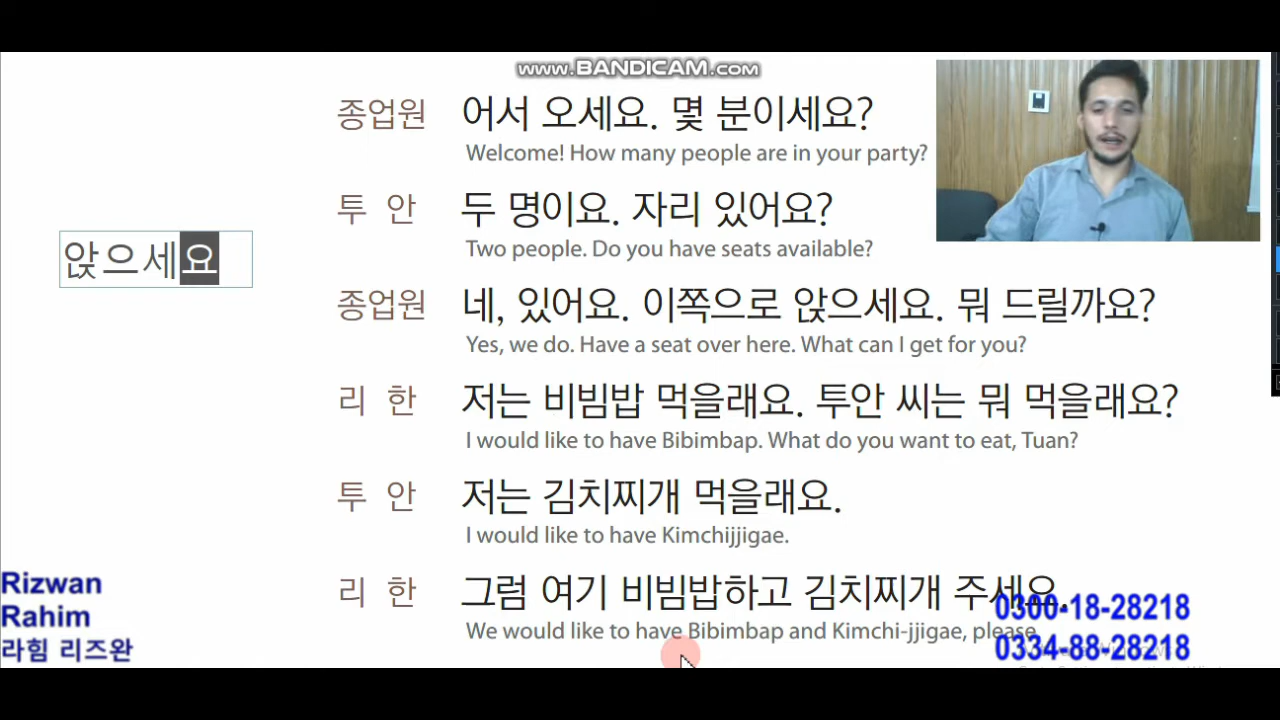 www.BANDICAM.com
종업원 어서 오세요. 몇 분이세요?
Welcome! How many people are in your party?
투 안 두 명이요. 자리 있어요?
Two people. Do you have seats available?
앉으세요
종업원 네, 있어요. 이쪽으로 앉으세요. 뭐 드릴까요?
Yes, we do. Have a seat over here. What can I get for you?
리 한 저는 비빔밥 먹을래요. 투안 씨는 뭐 먹을래요?
I would like to have Bibimbap. What do you want to eat, Tuan?
투 안 저는 김치찌개 먹을래요.
I would like to have Kimchijjigae.
리 한 그럼 여기 비빔밥하고 김치찌개 주세요.
We would like to have Bibimbap and Kimchi-jjigae, please.
Rizwan
Rahim
라힘 리즈완
0300-18-28218
0334-88-28218